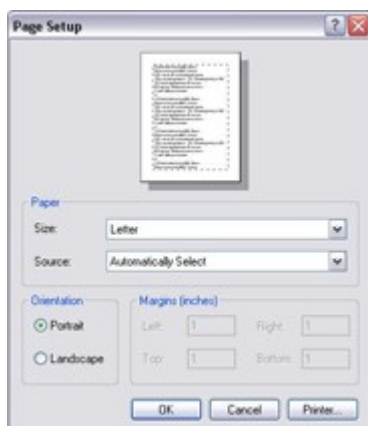 Page Setup
Paper
Size: Letter
Source: Automatically Select
Orientation
Portrait
Landscape
Margins (inches)
Left: 1 Right: 1
Top: 1 Bottom: 1
OK Cancel Printer...